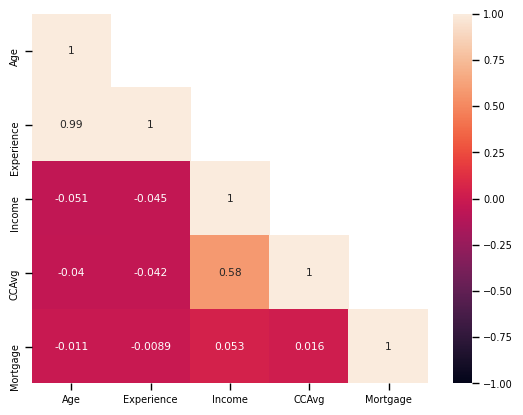 Age 1
Experience 0.99 1
Income -0.051 -0.045 1
CCAvg -0.04 -0.042 0.58 1
Mortgage -0.011 -0.0089 0.053 0.016 1
Age Experience Income CCAvg Mortgage
1.00
0.75
0.50
0.25
0.00
−0.25
−0.50
−0.75
−1.00